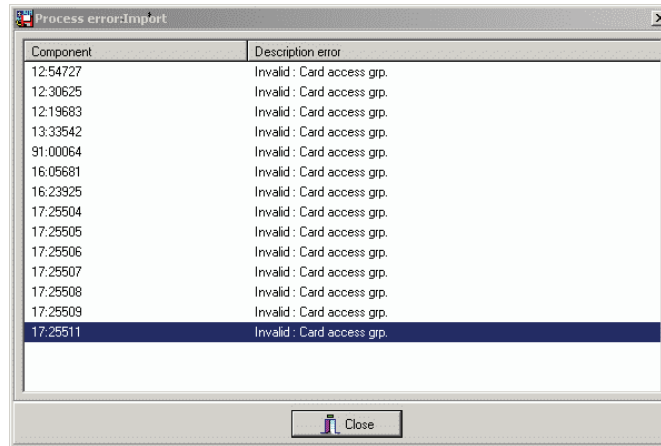 Process error:Import
Component Description error
12:54727 Invalid : Card access grp.
12:30625 Invalid : Card access grp.
12:19683 Invalid : Card access grp.
13:33542 Invalid : Card access grp.
91:00064 Invalid : Card access grp.
16:05681 Invalid : Card access grp.
16:23925 Invalid : Card access grp.
17:25504 Invalid : Card access grp.
17:25505 Invalid : Card access grp.
17:25506 Invalid : Card access grp.
17:25507 Invalid : Card access grp.
17:25508 Invalid : Card access grp.
17:25509 Invalid : Card access grp.
17:25511 Invalid : Card access grp.
Close